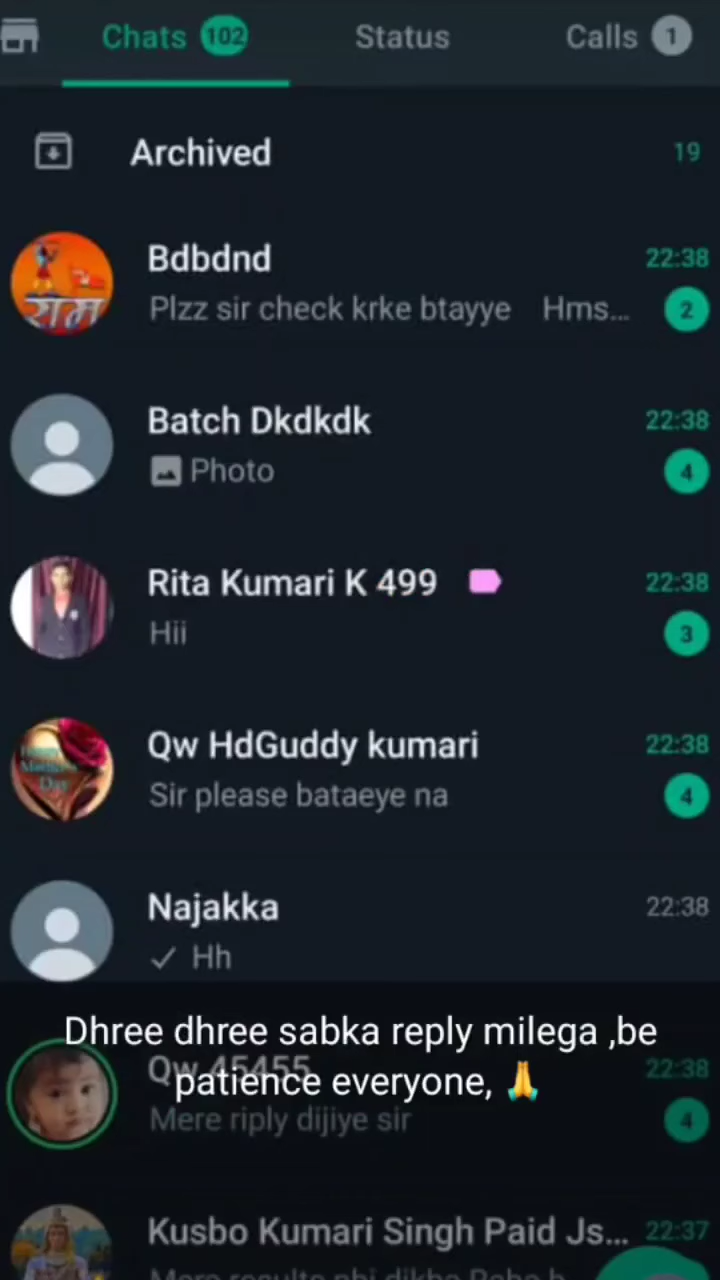 Chats 102 Status Calls 1
Archived 19
Bdbdnd 22:38
राम
Plzz sir check krke btayye Hms... 2
Batch Dkdkdk 22:38
Photo 4
Rita Kumari K 499 22:38
Hii 3
Qw HdGuddy kumari 22:38
Sir please bataeye na 4
Najakka 22:38
Hh
Dhree dhree sabka reply milega ,be
Qw 45455 22:38
patience everyone, 🙏
Mere riply dijiye sir 4
Kusbo Kumari Singh Paid Js... 22:37